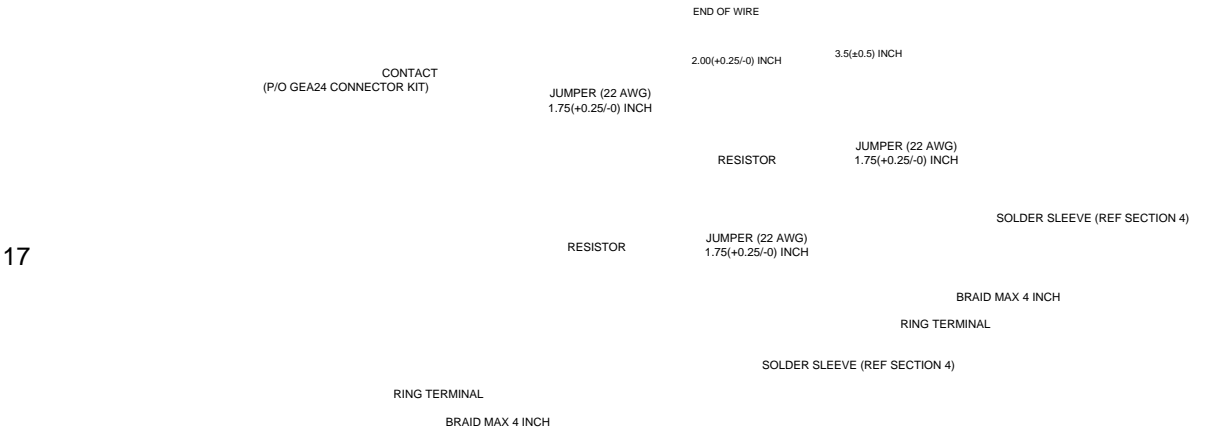 END OF WIRE
2.00(+0.25/-0) INCH
3.5(±0.5) INCH
CONTACT
(P/O GEA24 CONNECTOR KIT)
JUMPER (22 AWG)
1.75(+0.25/-0) INCH
RESISTOR
JUMPER (22 AWG)
1.75(+0.25/-0) INCH
SOLDER SLEEVE (REF SECTION 4)
17
RESISTOR
JUMPER (22 AWG)
1.75(+0.25/-0) INCH
BRAID MAX 4 INCH
RING TERMINAL
SOLDER SLEEVE (REF SECTION 4)
RING TERMINAL
BRAID MAX 4 INCH